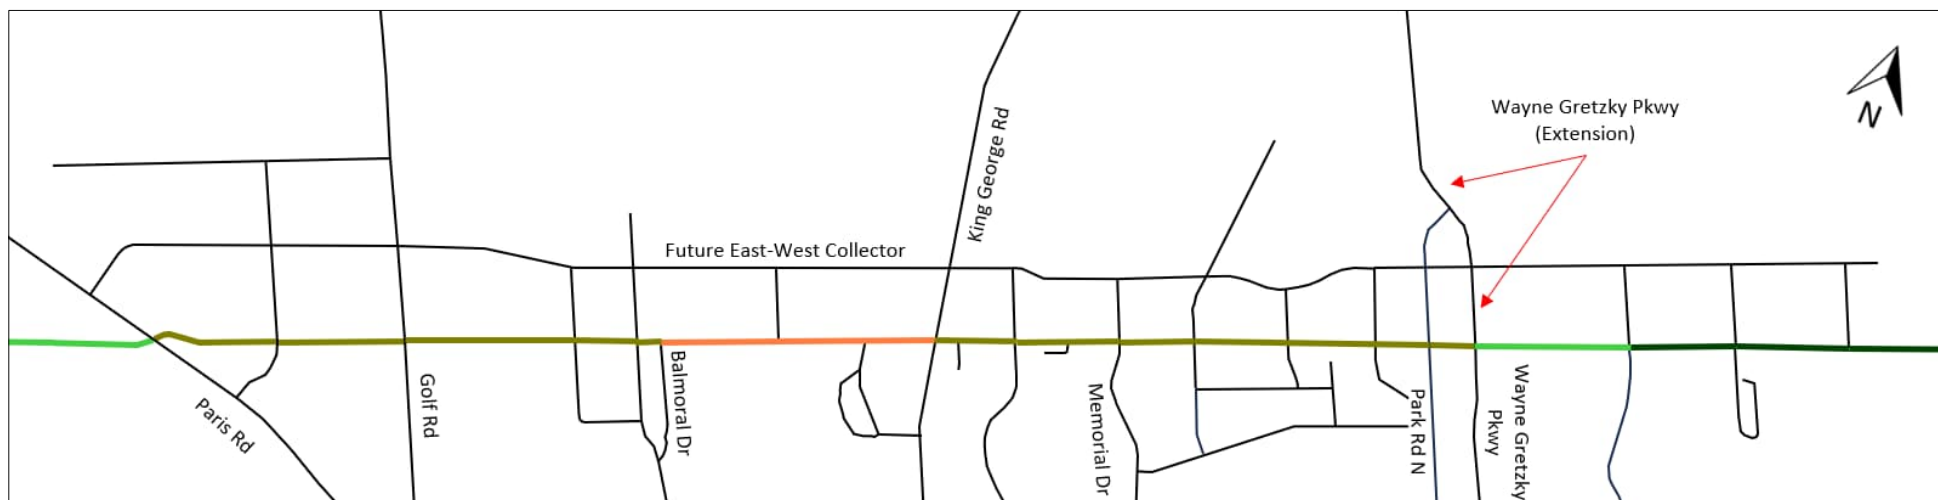 Wayne Gretzky Pkwy
(Extension)
N
King George Rd
Future East-West Collector
Paris Rd
Golf Rd
Balmoral Dr
Memorial Dr
Park Rd N
Wayne Gretzky
Pkwy